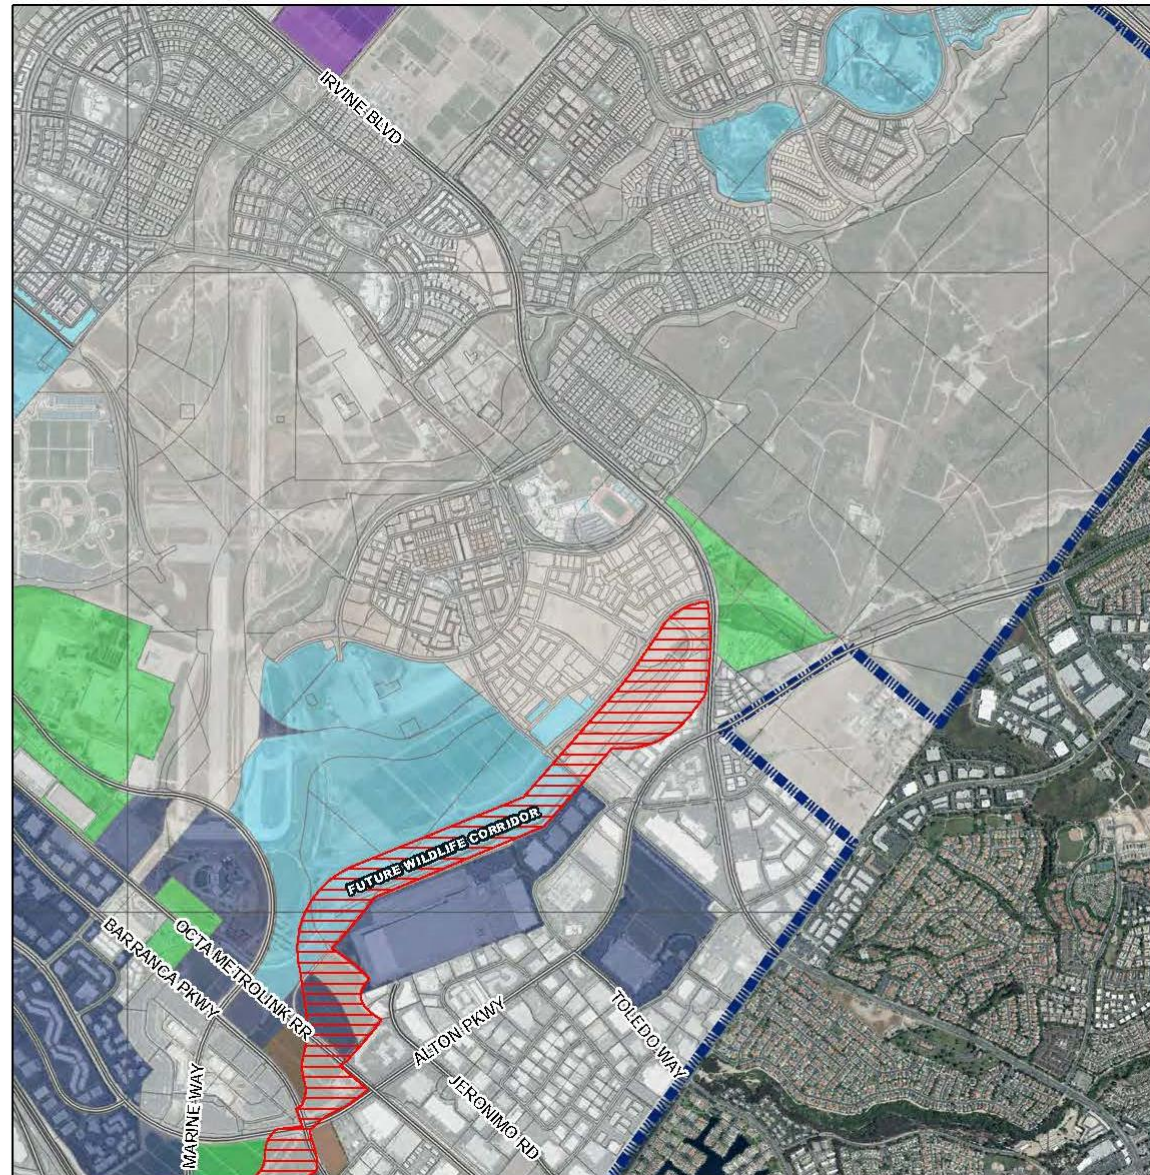 IRVINE BLVD
FUTURE WILDLIFE CORRIDOR
OCTA METROLINK RR
BARRANCA PKWY
ALTON PKWY
TOLEDO WAY
JERONIMO RD
MARINE WAY